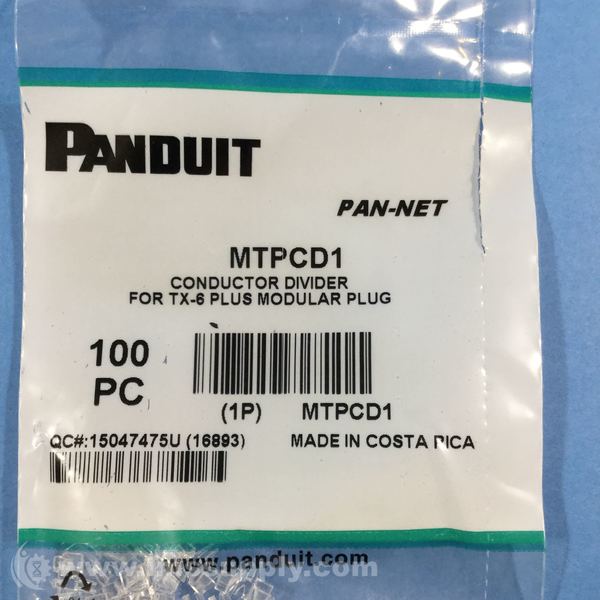 PANDUIT
PAN-NET
MTPCD1
CONDUCTOR DIVIDER
FOR TX-6 PLUS MODULAR PLUG
100
PC
(1P) MTPCD1
QC#:15047475U (16893) MADE IN COSTA RICA
www.panduit.com